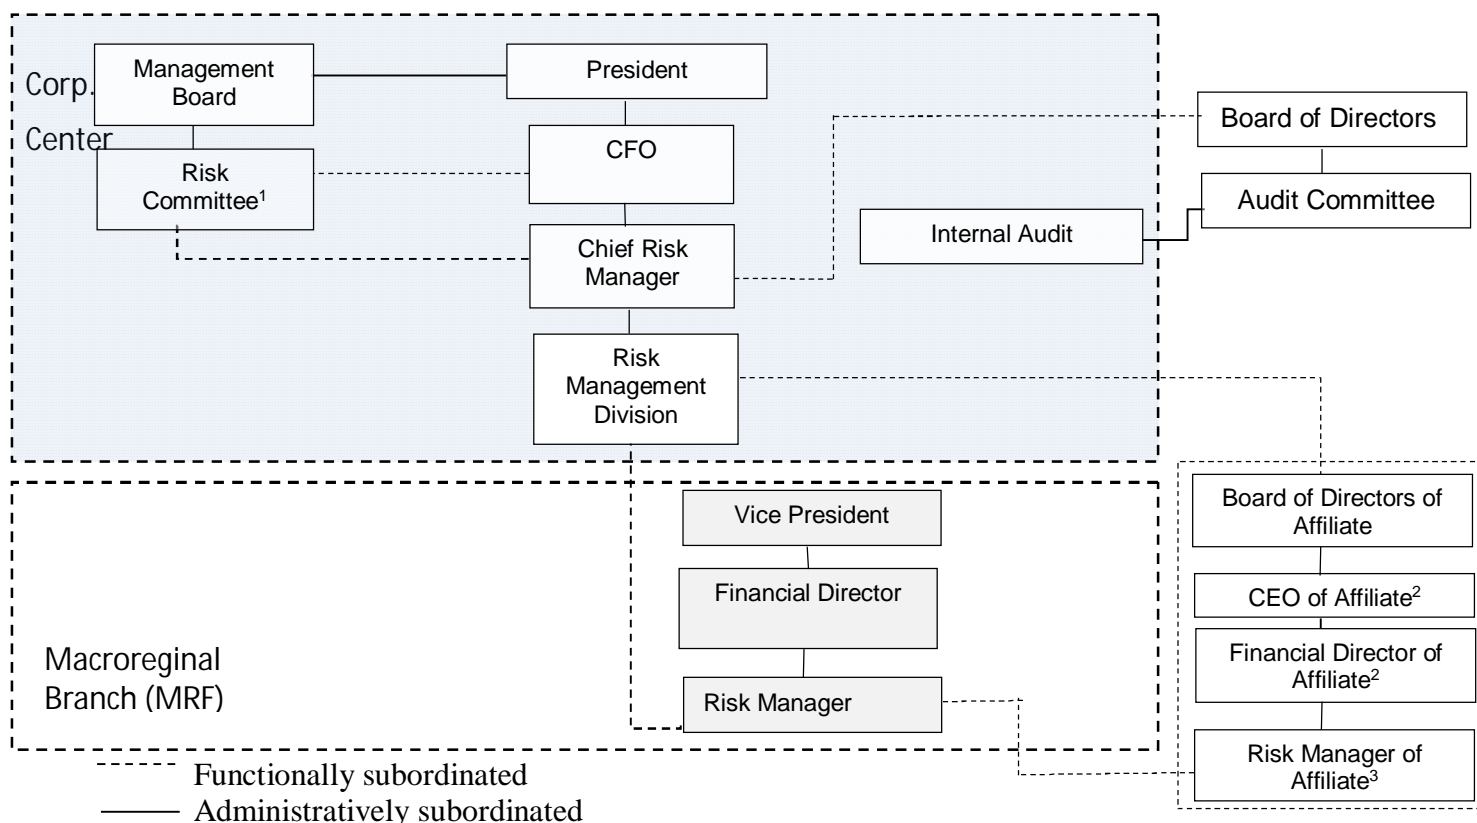 Corp.
Center
Management
Board
President
Risk
Committee¹
CFO
Board of Directors
Audit Committee
Internal Audit
Chief Risk
Manager
Risk
Management
Division
Vice President
Financial Director
Risk Manager
Macroreginal
Branch (MRF)
Board of Directors of
Affiliate
CEO of Affiliate²
Financial Director of
Affiliate²
Risk Manager of
Affiliate³
Functionally subordinated
Administratively subordinated